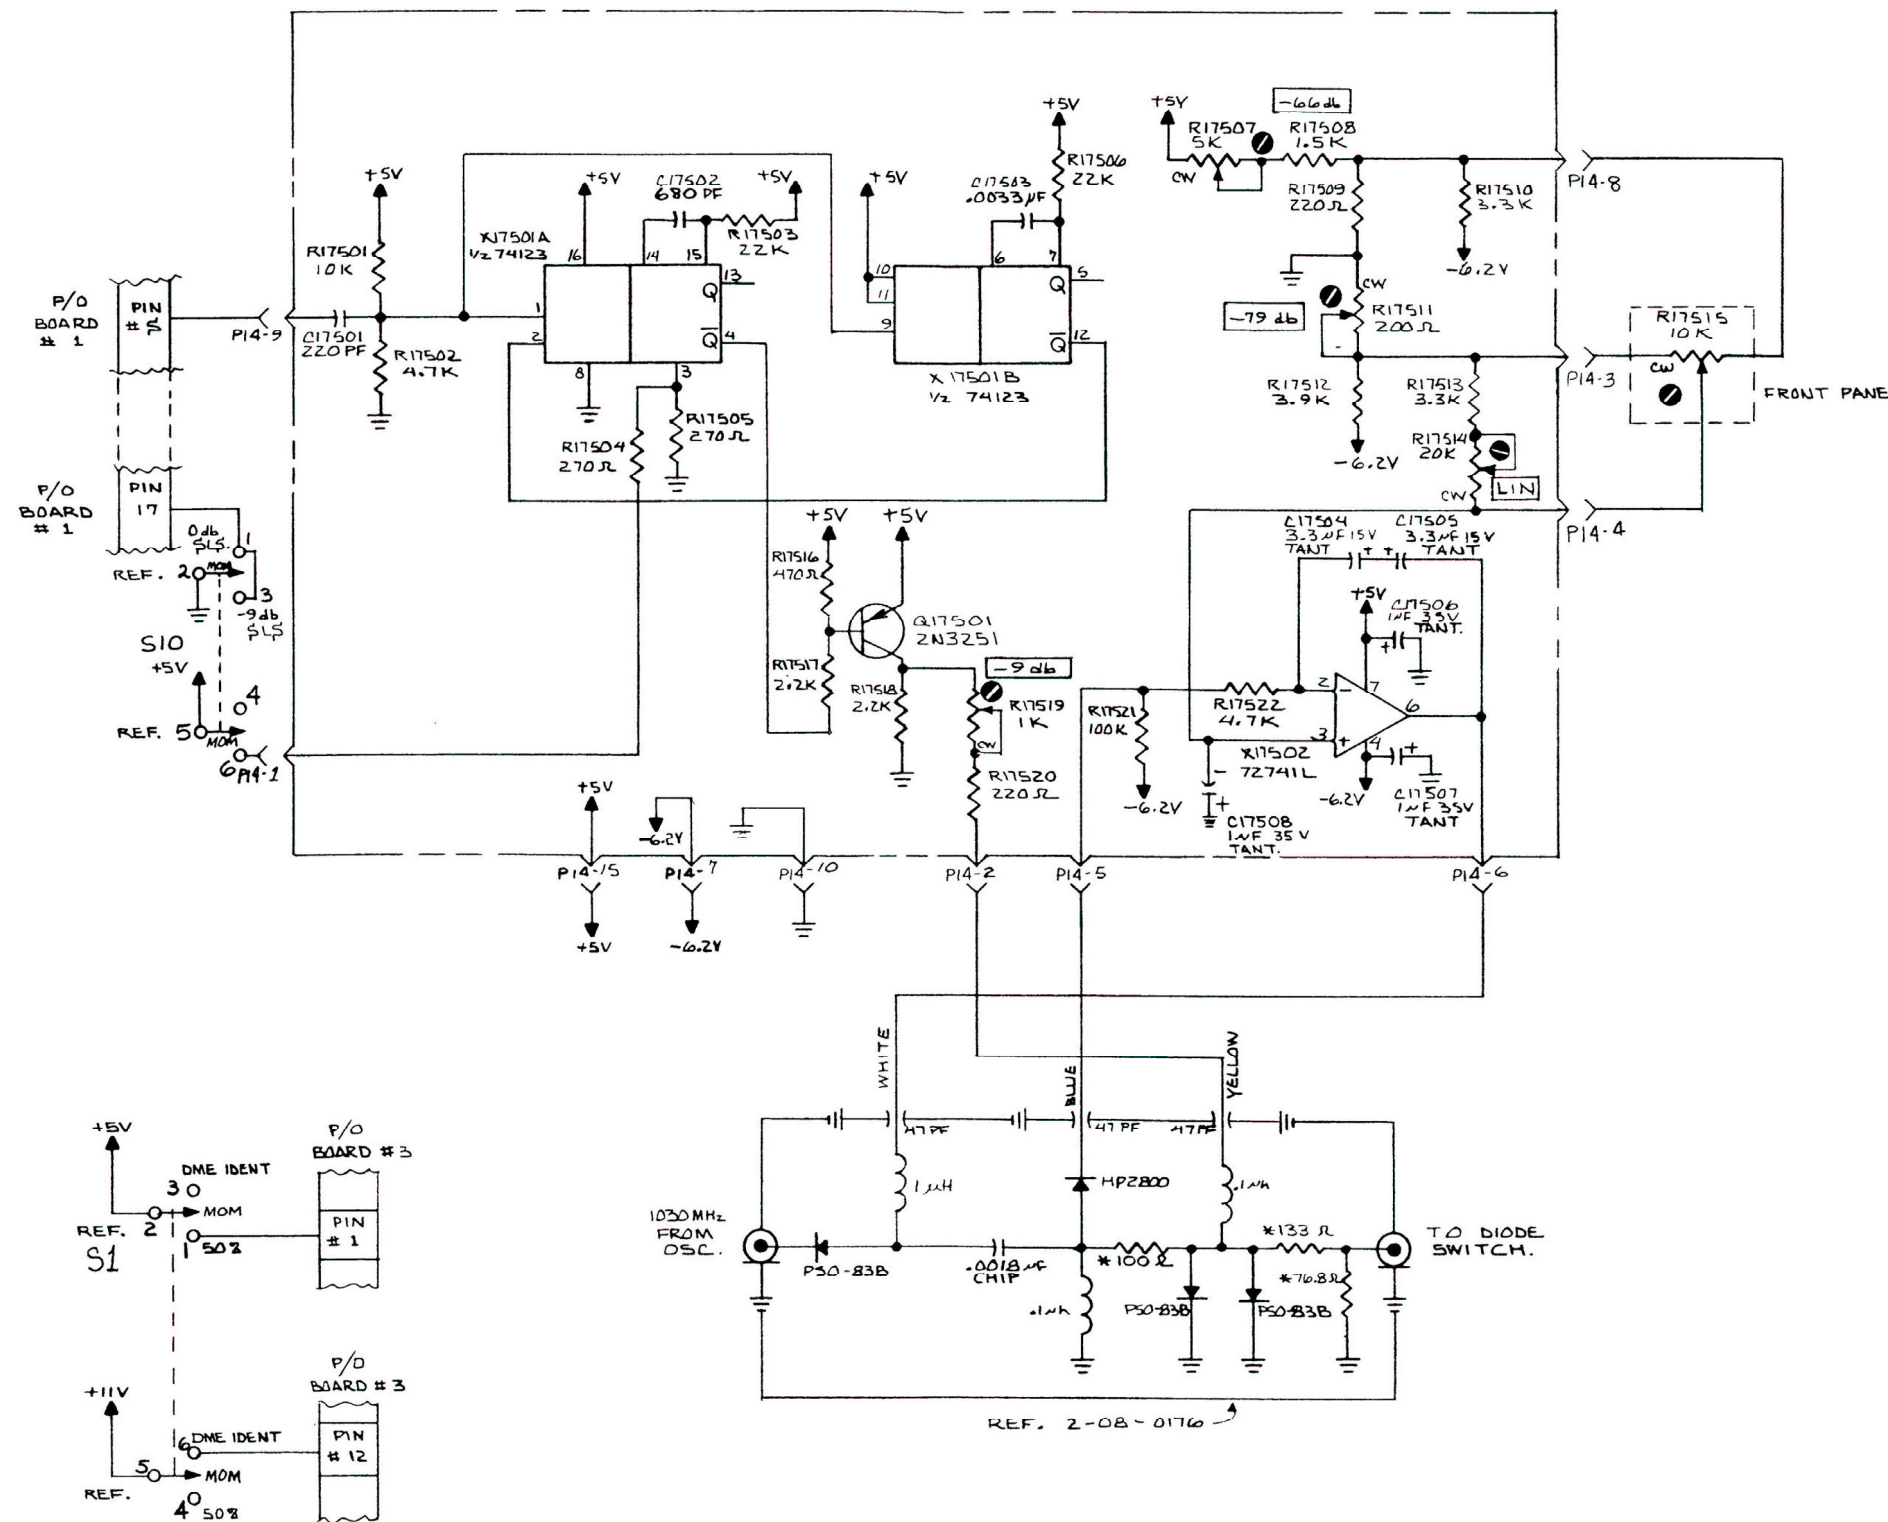 +5V
-66db
+5V
R17507
5K
R17508
1.5K
CW
R17506
22K
P14-8
+5V
+5V
C17502
680 PF
+5V
+5V
C17503
.0033µF
R17509
220Ω
R17510
3.3K
-6.2V
X17501A
1/2 74123
R17503
22K
R17501
10K
16
14
15
13
Q
1
2
Q
4
8
3
6
7
10
11
9
5
Q
Q
12
CW
-79 db
R17511
200Ω
R17515
10K
CW
P/O
BOARD
# 1
PIN
# 5
P14-9
C17501
220PF
R17502
4.7K
X17501B
1/2 74123
P14-3
FRONT PANE
R17512
3.9K
R17513
3.3K
R17504
270Ω
R17505
270Ω
R17514
20K
-6.2V
LIN
CW
P/O
BOARD
# 1
PIN
17
0db
SLS.
1
REF. 2
MOM
3
-9db
SLS
+5V
+5V
P14-4
C17504
3.3µF 15V
TANT
C17505
3.3µF 15V
TANT
+ +
R17516
470Ω
Q17501
2N3251
+5V
C17506
1µF 35V
TANT.
+
S10
+5V
R17517
2.2K
-9 db
4
R17518
2.2K
R17519
1K
CW
R17521
100K
R17522
4.7K
2
-
7
6
3
+
4
+
REF. 5
MOM
6
P14-1
X17502
72741L
-6.2V
-6.2V
C17507
1µF 35V
TANT
-
+
C17508
1µF 35V
TANT.
R17520
220Ω
+5V
-6.2V
P14-15
P14-7
P14-10
P14-2
P14-5
P14-6
+5V
-6.2V
WHITE
BLUE
YELLOW
47PF
47PF
47PF
1µH
HP2800
.1µh
1030MHz
FROM
OSC.
P50-83B
.0018µF
CHIP
*100Ω
*133 Ω
*76.8Ω
TO DIODE
SWITCH.
.1µh
P50-83B
P50-83B
REF. 2-08-0176
+5V
P/O
BOARD #3
DME IDENT
3
MOM
REF. 2
S1
1
508
PIN
# 1
P/O
BOARD #3
+11V
6
DME IDENT
PIN
# 12
5
MOM
REF.
4
508